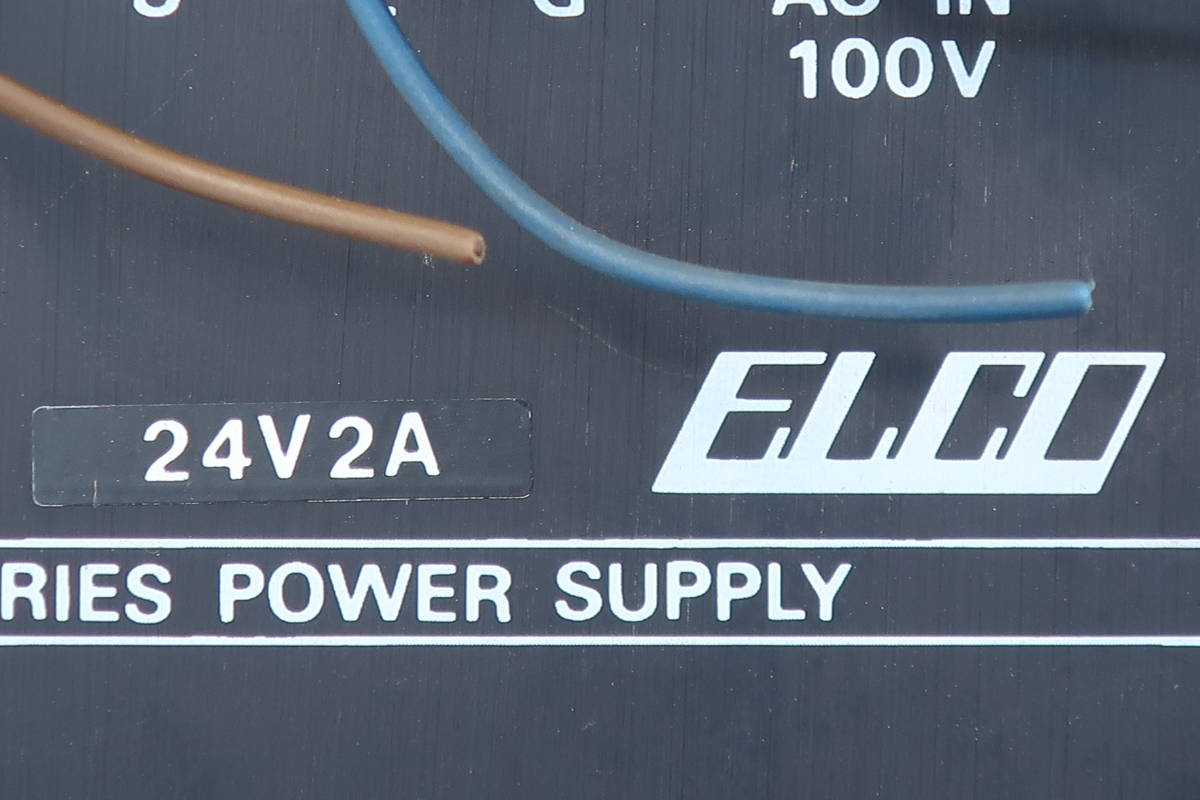 G AC IN
100V
ELCO
24V2A
RIES POWER SUPPLY